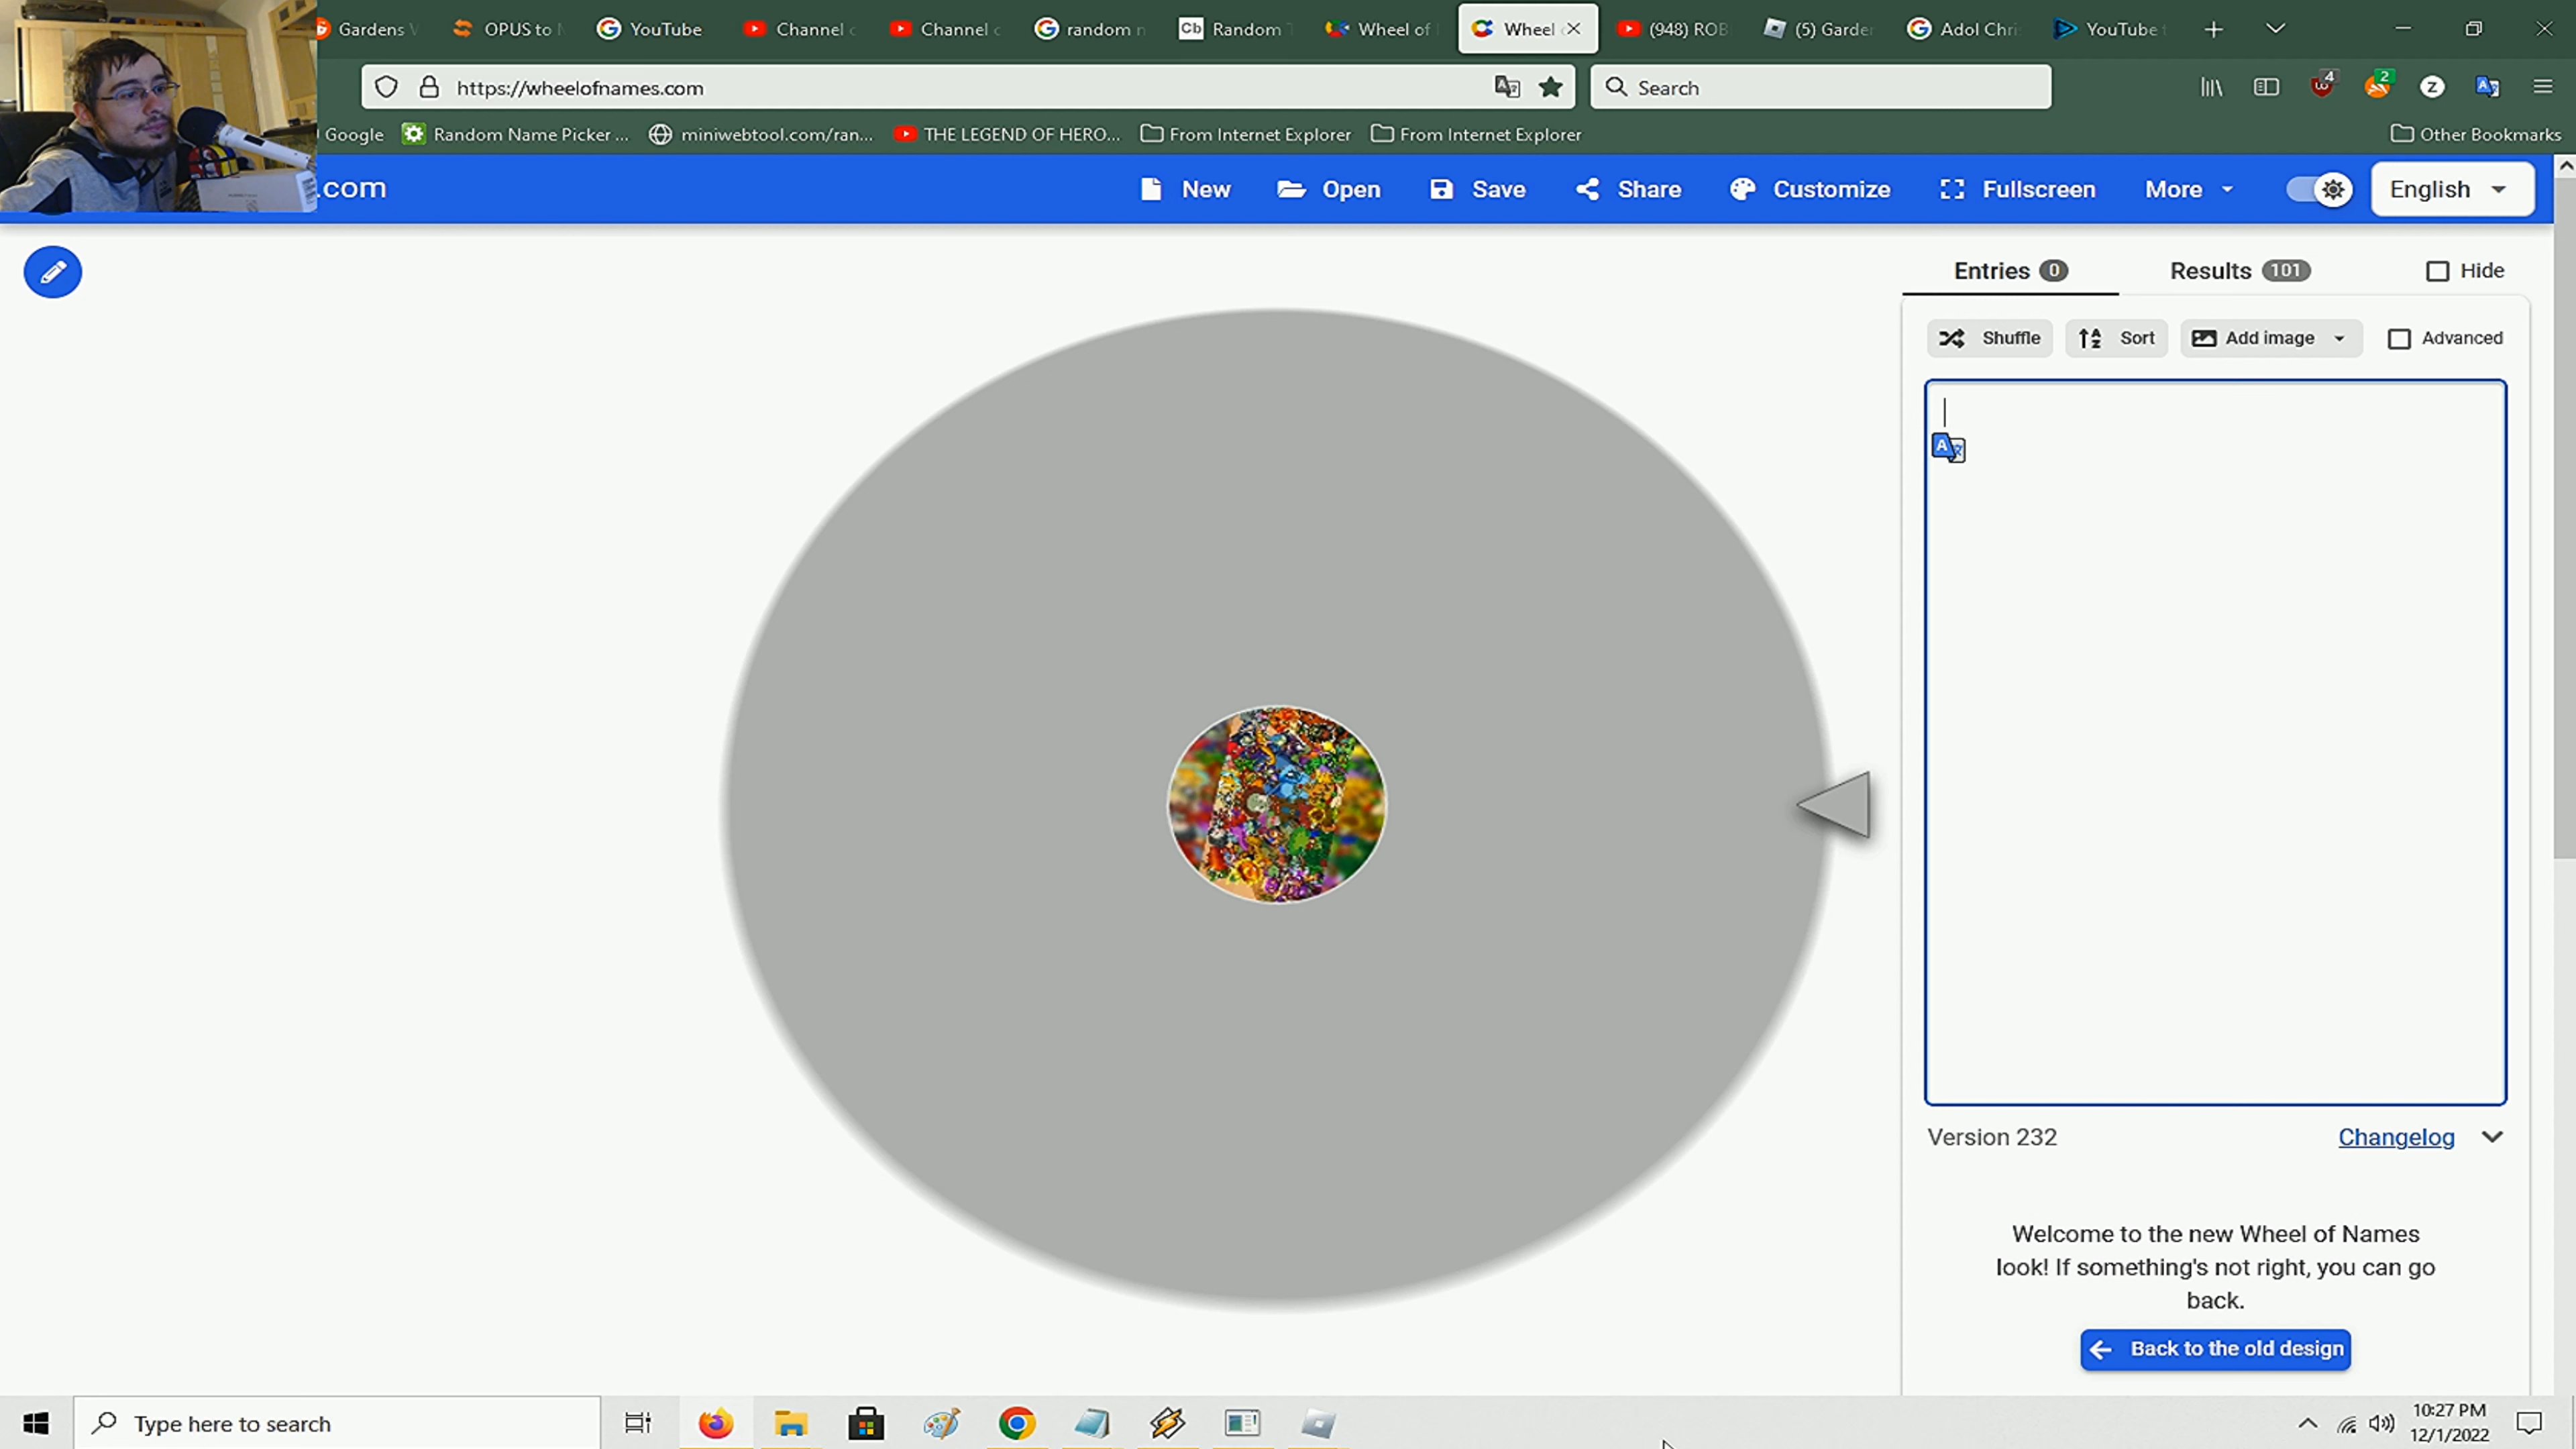 Gardens
OPUS to
YouTube
Channel
Channel
random
Cb
Random
Wheel of
Wheel
(948) ROB
(5) Garde
Adol Chri
YouTube
https://wheelofnames.com
Search
4
2
Z
Google
Random Name Picker ...
miniwebtool.com/ran...
THE LEGEND OF HERO...
From Internet Explorer
From Internet Explorer
Other Bookmarks
.com
New
Open
Save
Share
Customize
Fullscreen
More
English
Entries 0
Results 101
Hide
Shuffle
Sort
Add image
Advanced
Version 232
Changelog
Welcome to the new Wheel of Names
look! If something's not right, you can go
back.
Back to the old design
Type here to search
10:27 PM
12/1/2022